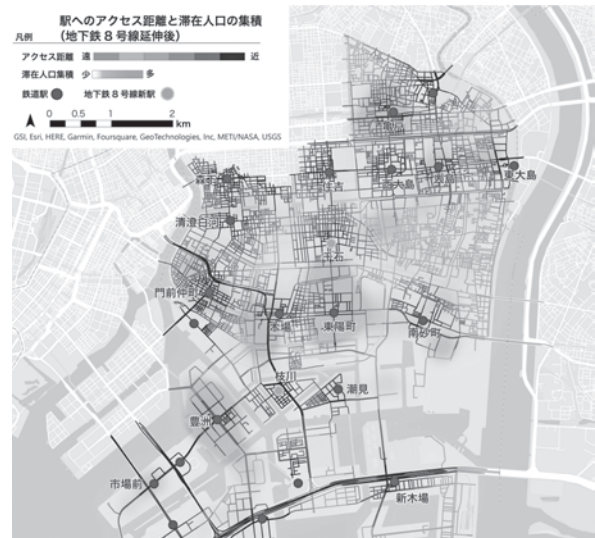 駅へのアクセス距離と滞在人口の集積
(地下鉄8号線延伸後)
凡例
アクセス距離 遠 近
滞在人口集積 少 多
鉄道駅 地下鉄8号線新駅
0 0.5 1 2
km
GSI, Esri, HERE, Garmin, Foursquare, GeoTechnologies, Inc, METI/NASA, USGS
亀戸
森下
住吉
西大島
大島
東大島
清澄白河
千石
門前仲町
木場
東陽町
南砂町
枝川
潮見
豊洲
市場前
新木場